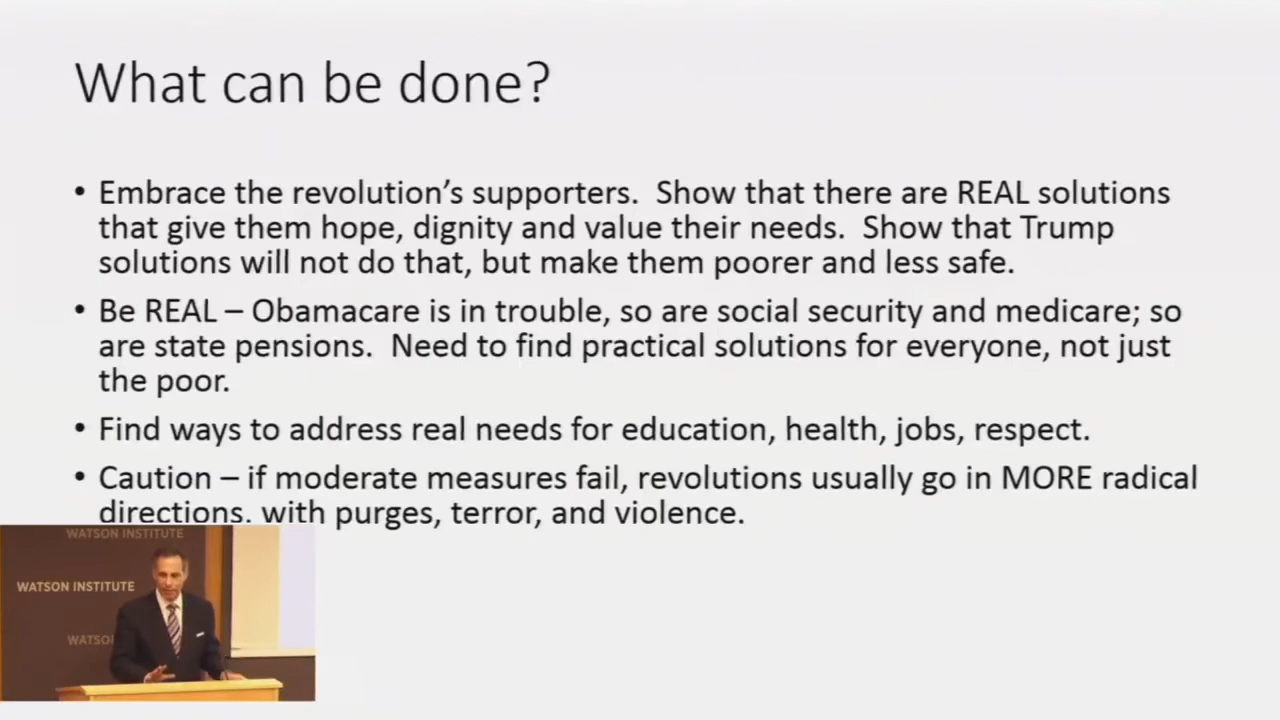 What can be done?
• Embrace the revolution’s supporters.  Show that there are REAL solutions
that give them hope, dignity and value their needs.  Show that Trump
solutions will not do that, but make them poorer and less safe.
• Be REAL – Obamacare is in trouble, so are social security and medicare; so
are state pensions.  Need to find practical solutions for everyone, not just
the poor.
• Find ways to address real needs for education, health, jobs, respect.
• Caution – if moderate measures fail, revolutions usually go in MORE radical
directions, with purges, terror, and violence.
WATSON INSTITUTE
WATSON INSTITUTE
WATSO